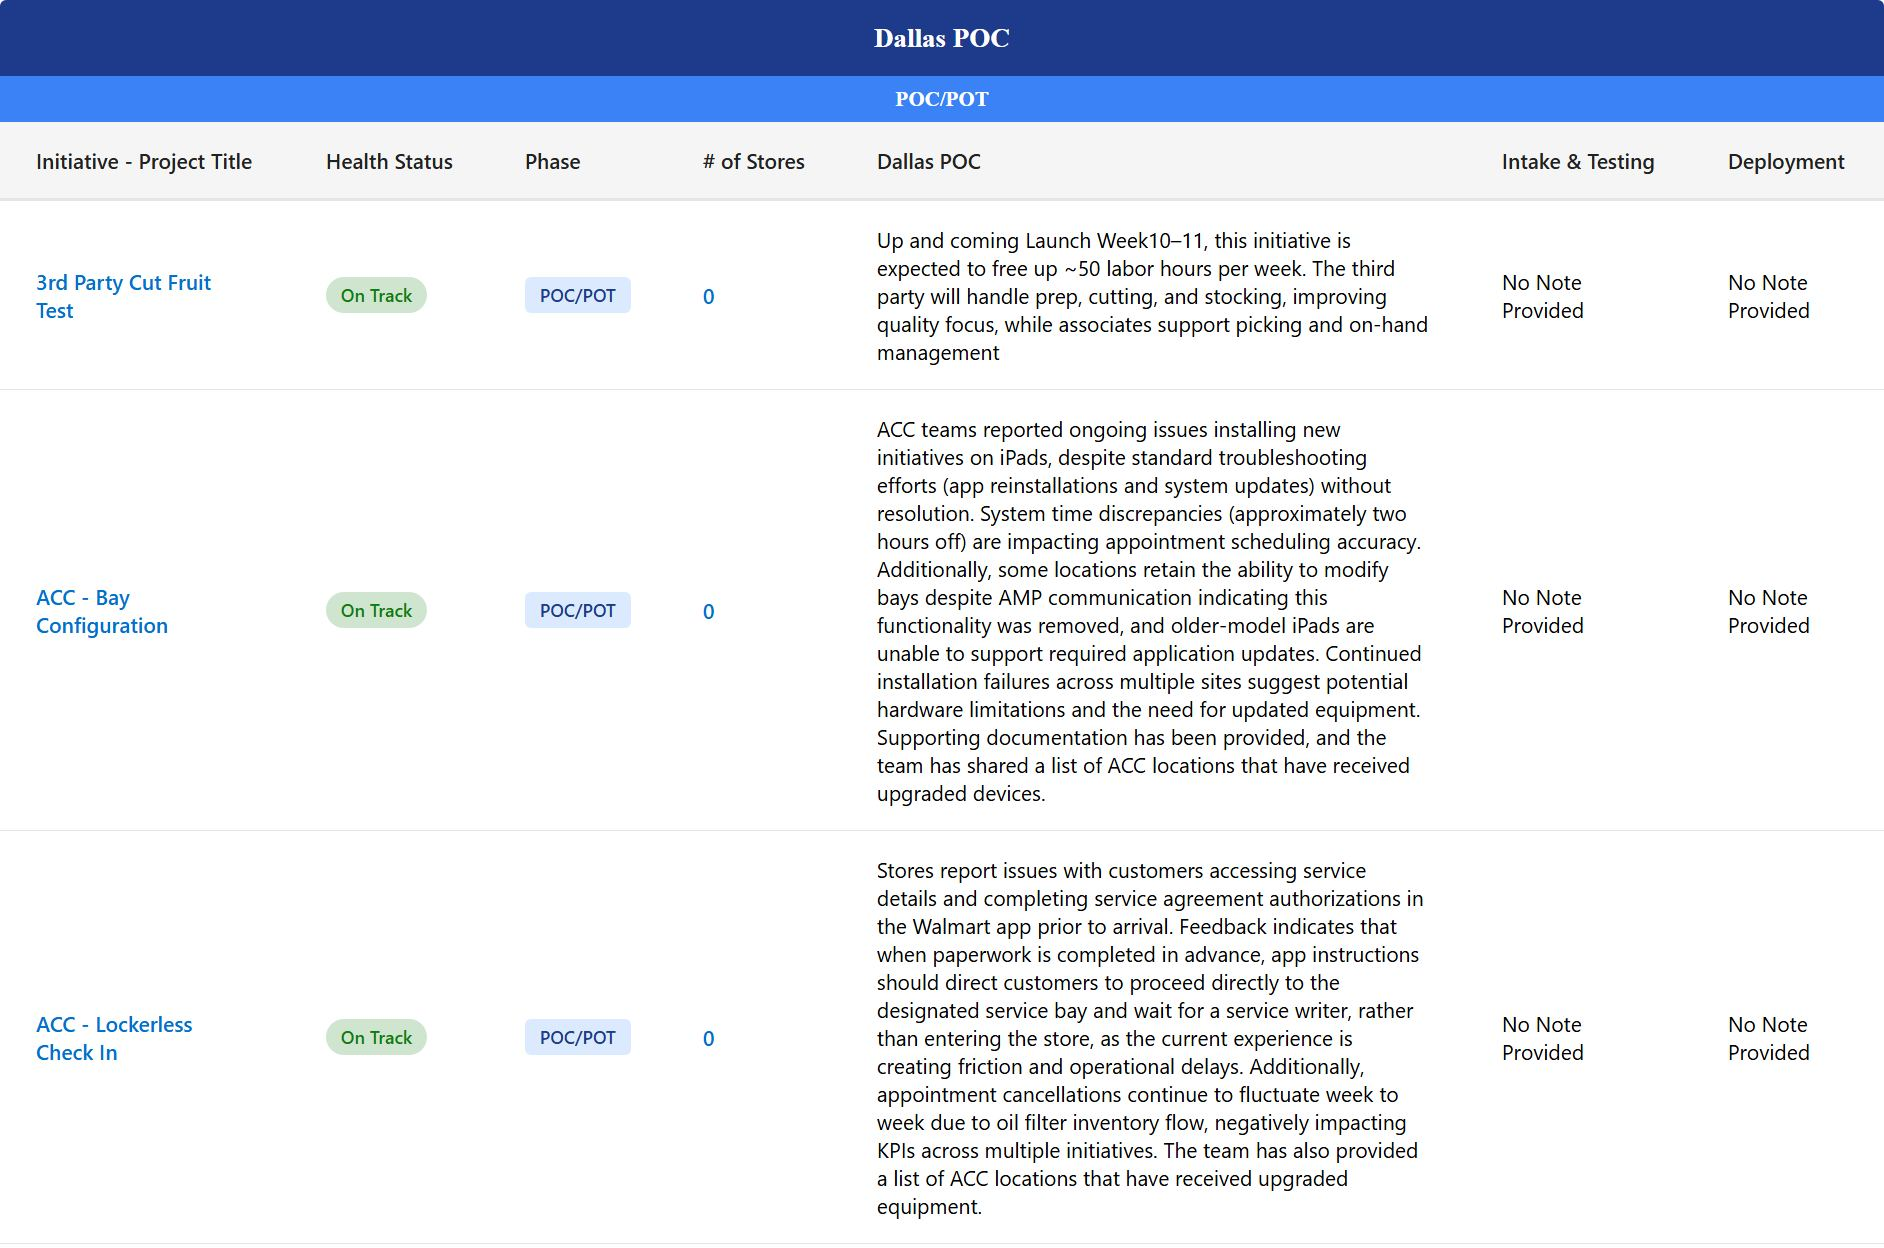 Dallas POC
POC/POT
Initiative - Project Title
Health Status
Phase
# of Stores
Dallas POC
Intake & Testing
Deployment
3rd Party Cut Fruit
Test
On Track
POC/POT
0
Up and coming Launch Week10–11, this initiative is
expected to free up ~50 labor hours per week. The third
party will handle prep, cutting, and stocking, improving
quality focus, while associates support picking and on-hand
management
No Note
Provided
No Note
Provided
ACC - Bay
Configuration
On Track
POC/POT
0
ACC teams reported ongoing issues installing new
initiatives on iPads, despite standard troubleshooting
efforts (app reinstallations and system updates) without
resolution. System time discrepancies (approximately two
hours off) are impacting appointment scheduling accuracy.
Additionally, some locations retain the ability to modify
bays despite AMP communication indicating this
functionality was removed, and older-model iPads are
unable to support required application updates. Continued
installation failures across multiple sites suggest potential
hardware limitations and the need for updated equipment.
Supporting documentation has been provided, and the
team has shared a list of ACC locations that have received
upgraded devices.
No Note
Provided
No Note
Provided
ACC - Lockerless
Check In
On Track
POC/POT
0
Stores report issues with customers accessing service
details and completing service agreement authorizations in
the Walmart app prior to arrival. Feedback indicates that
when paperwork is completed in advance, app instructions
should direct customers to proceed directly to the
designated service bay and wait for a service writer, rather
than entering the store, as the current experience is
creating friction and operational delays. Additionally,
appointment cancellations continue to fluctuate week to
week due to oil filter inventory flow, negatively impacting
KPIs across multiple initiatives. The team has also provided
a list of ACC locations that have received upgraded
equipment.
No Note
Provided
No Note
Provided